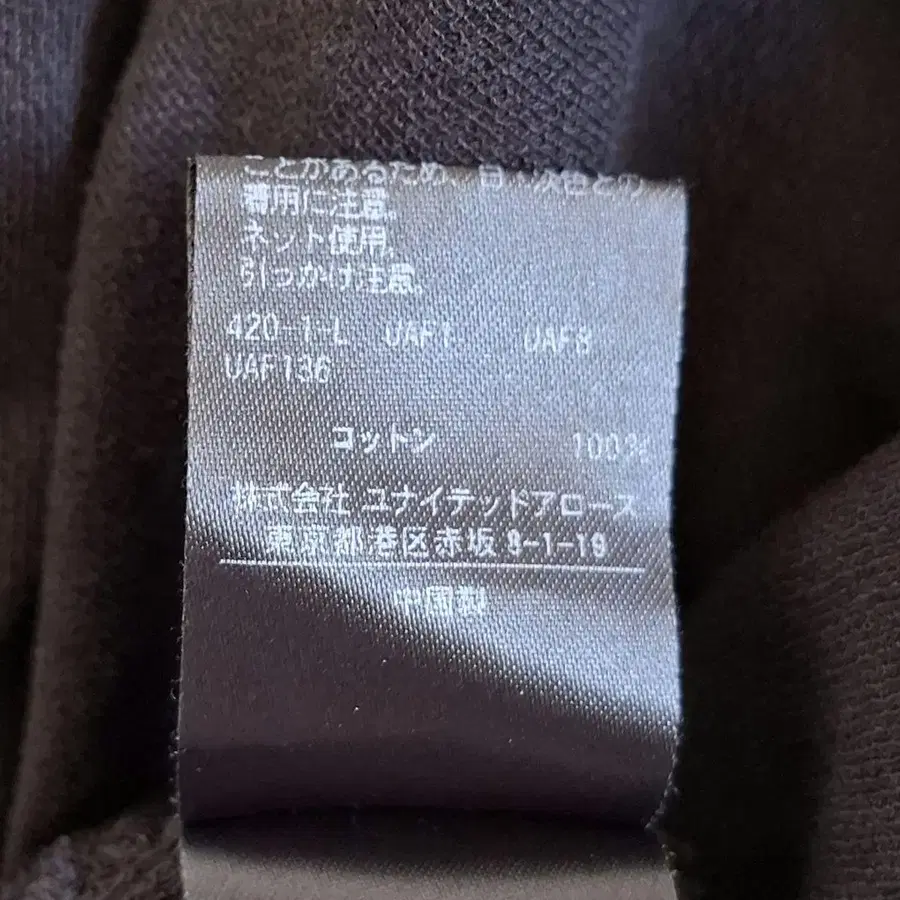 ことがあるため、白・淡色との
着用に注意。
ネット使用。
引っかけ注意。
420-1-L UAF1 UAF8
UAF136
コットン 100%
株式会社 ユナイテッドアローズ
東京都港区赤坂 8-1-19
中国製